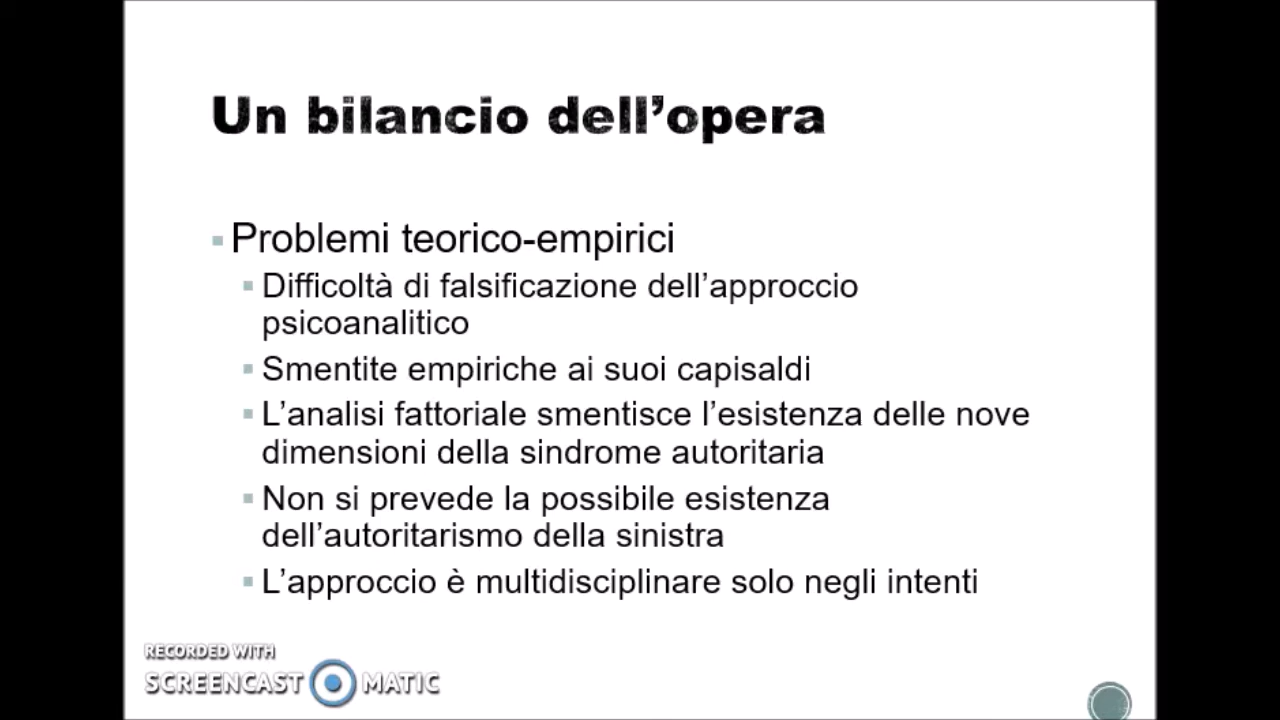 Un bilancio dell’opera
Problemi teorico-empirici
Difficoltà di falsificazione dell’approccio
psicoanalitico
Smentite empiriche ai suoi capisaldi
L’analisi fattoriale smentisce l’esistenza delle nove
dimensioni della sindrome autoritaria
Non si prevede la possibile esistenza
dell’autoritarismo della sinistra
L’approccio è multidisciplinare solo negli intenti
RECORDED WITH
SCREENCAST MATIC